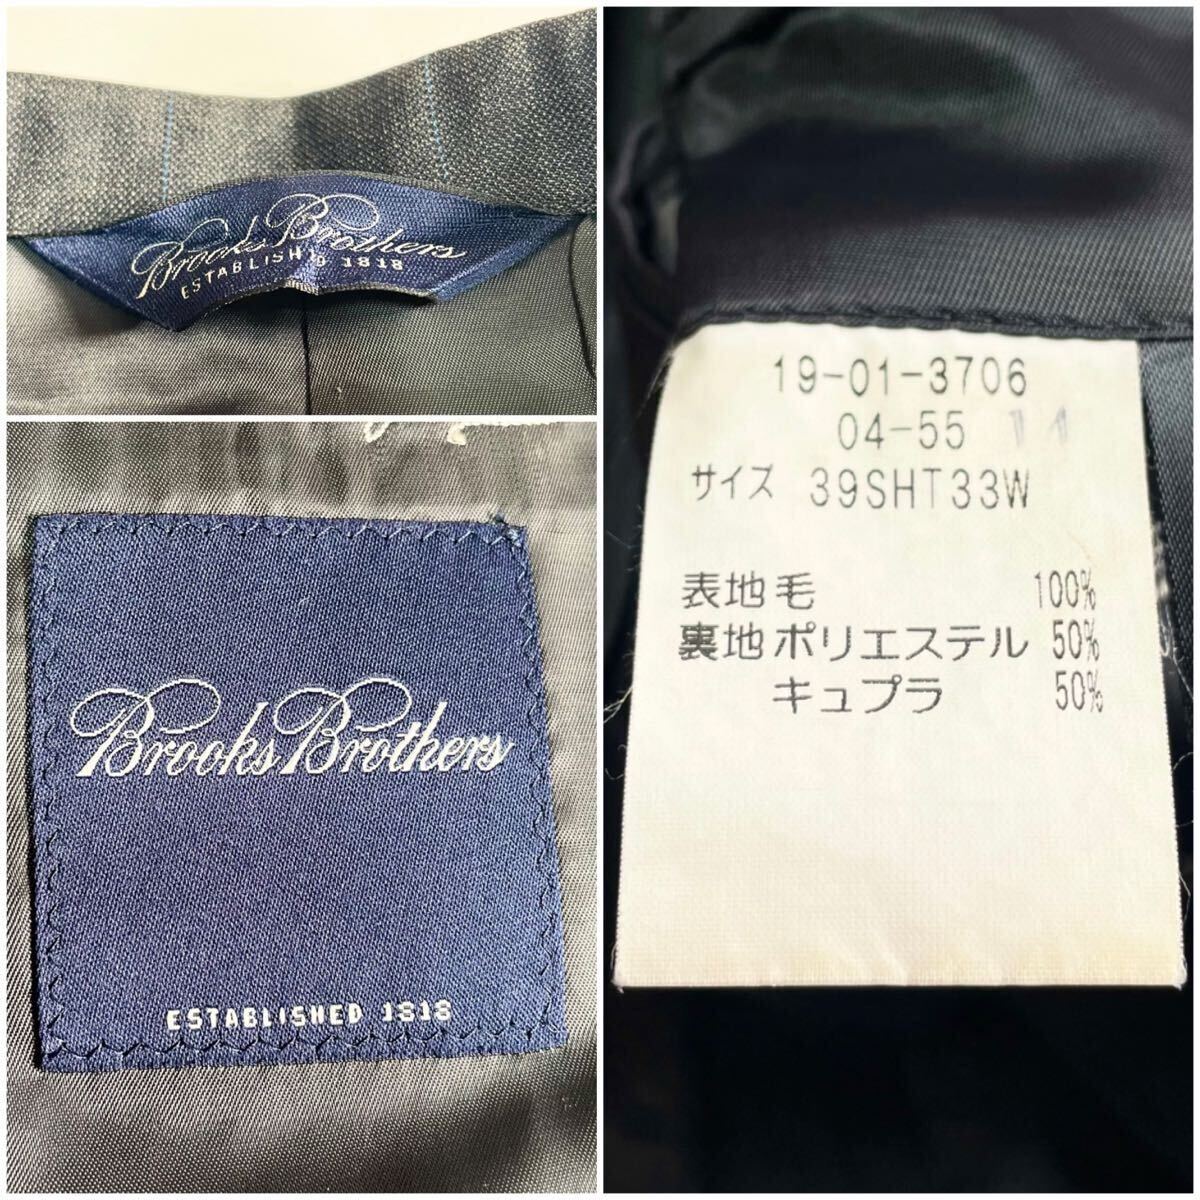 Brooks Brothers
ESTABLISHED 1818
Brooks Brothers
ESTABLISHED 1818
19-01-3706
04-55 11
サイズ 39SHT33W
表地 毛 100%
裏地 ポリエステル 50%
キュプラ 50%